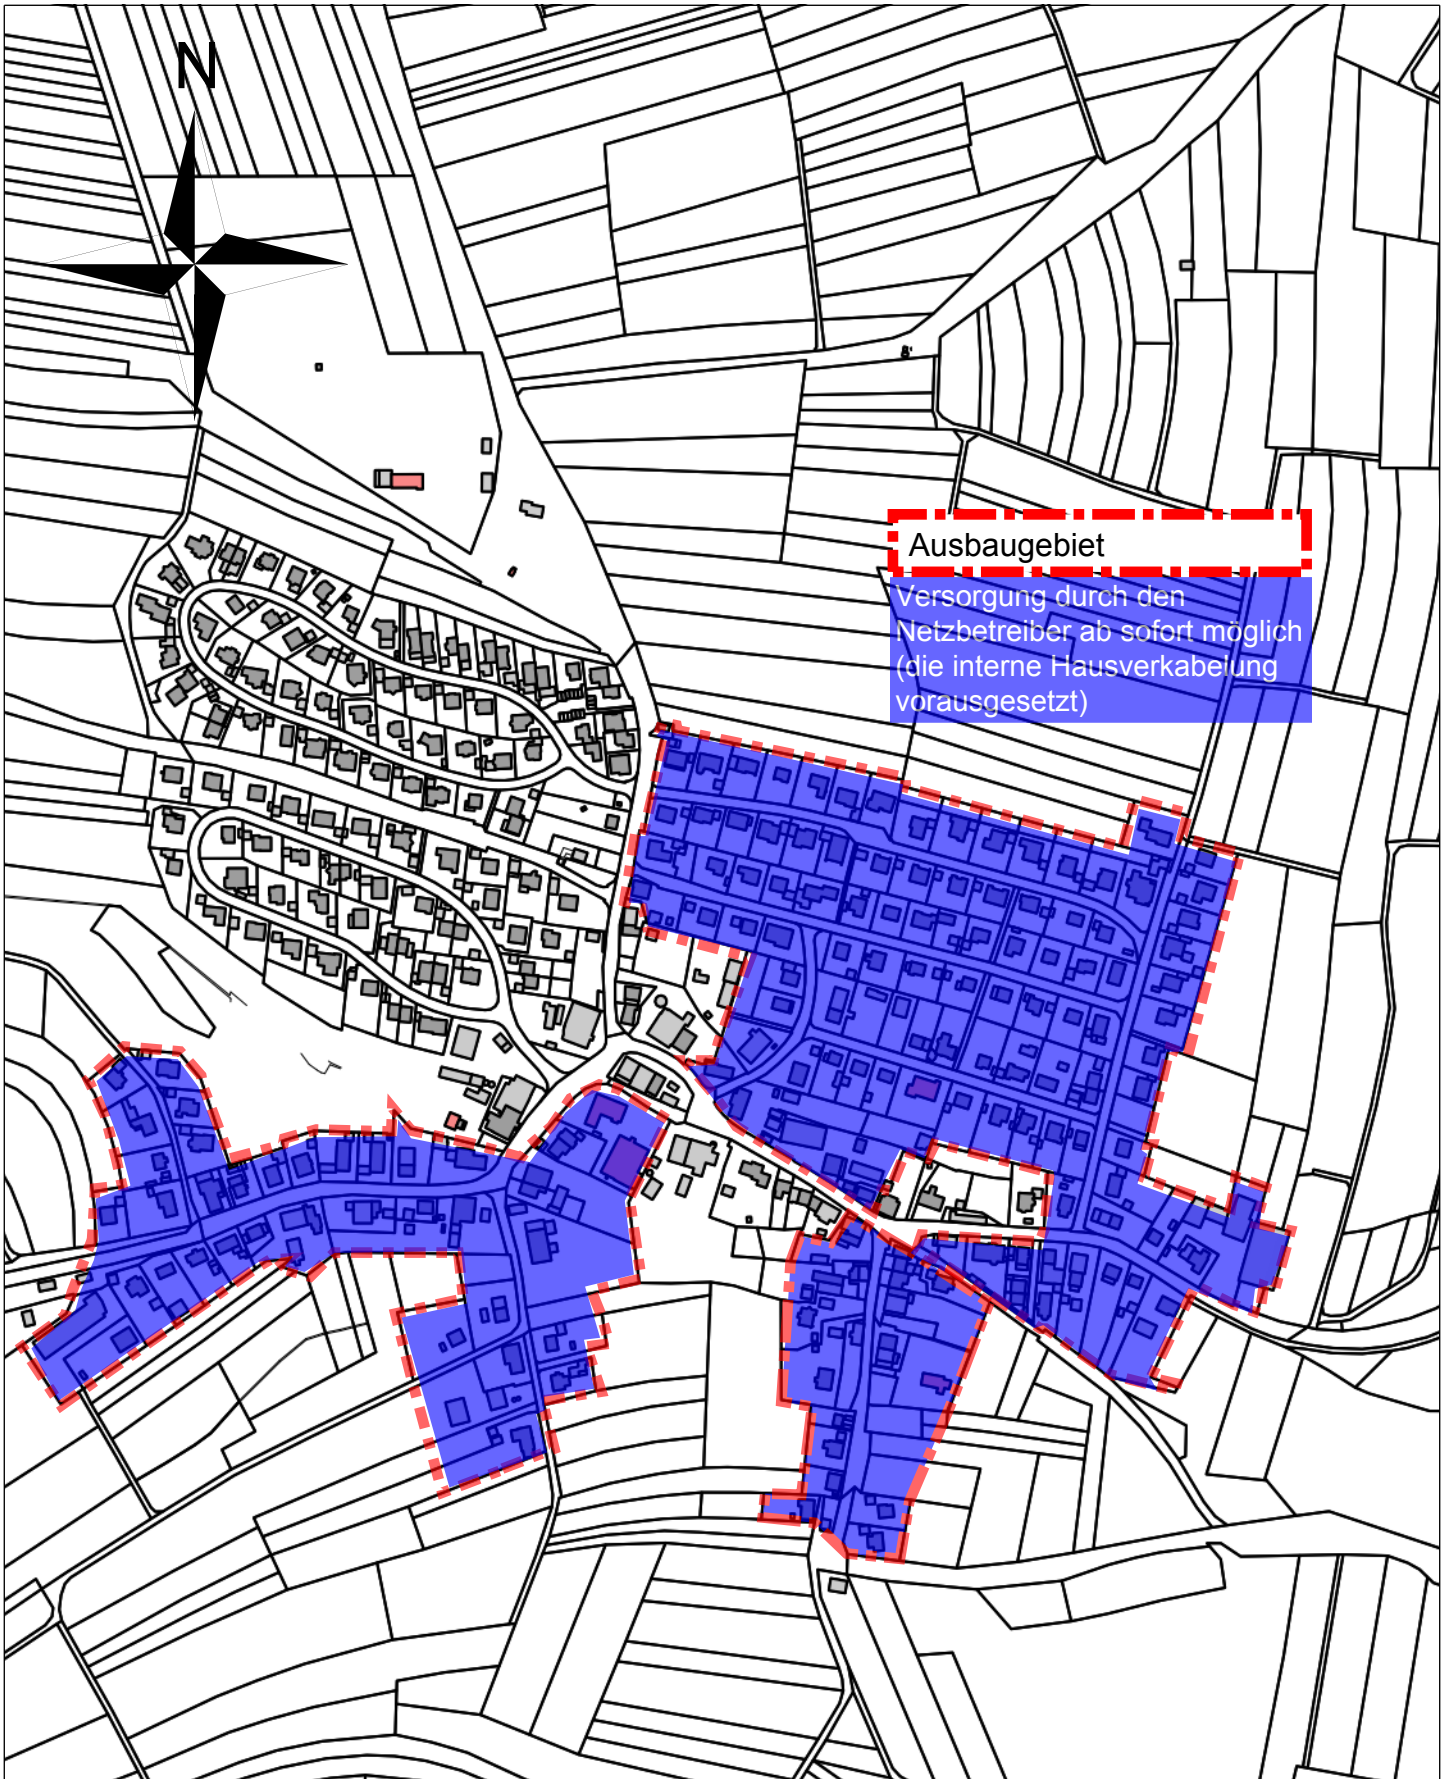 N
Ausbaugebiet
Versorgung durch den
Netzbetreiber ab sofort möglich
(die interne Hausverkabelung
vorausgesetzt)